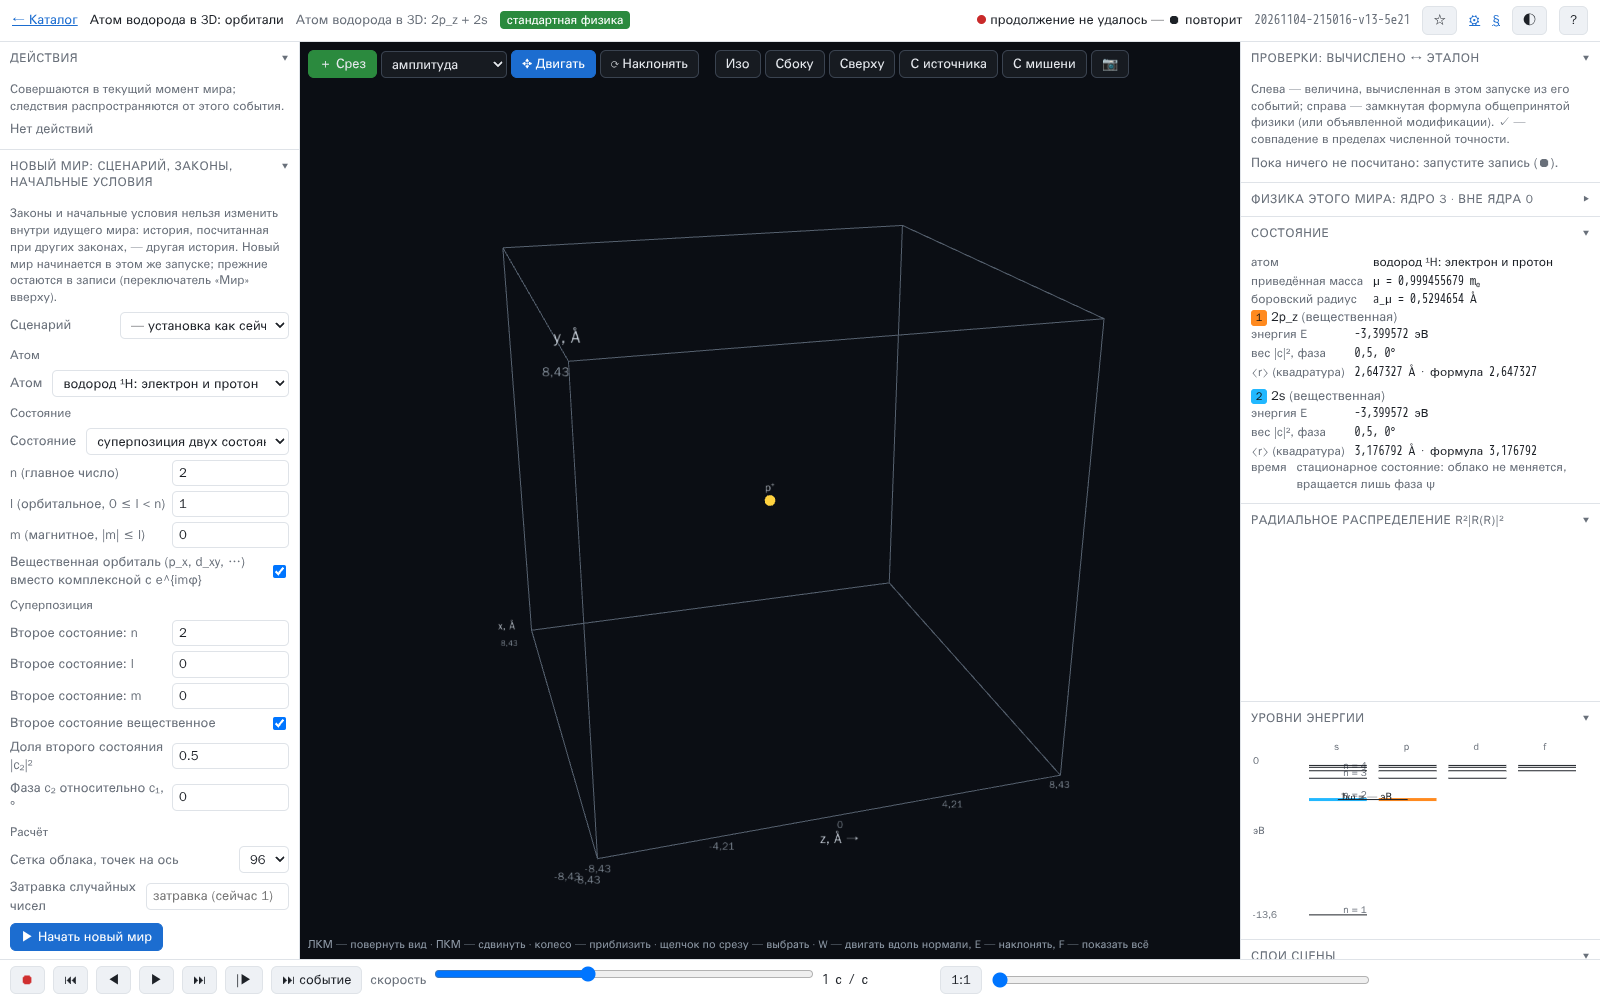 ← Каталог Атом водорода в 3D: орбитали Атом водорода в 3D: 2p_z + 2s стандартная физика
продолжение не удалось — ● повторит 20261104-215016-v13-5e21 ☆ ⚙ § ?
ДЕЙСТВИЯ
Совершаются в текущий момент мира;
следствия распространяются от этого события.
Нет действий
НОВЫЙ МИР: СЦЕНАРИЙ, ЗАКОНЫ,
НАЧАЛЬНЫЕ УСЛОВИЯ
Законы и начальные условия нельзя изменить
внутри идущего мира: история, посчитанная
при других законах, — другая история. Новый
мир начинается в этом же запуске; прежние
остаются в записи (переключатель «Мир»
вверху).
Сценарий — установка как сейч
Атом
Атом водород ¹H: электрон и протон
Состояние
Состояние суперпозиция двух состоян
n (главное число) 2
l (орбитальное, 0 ≤ l < n) 1
m (магнитное, |m| ≤ l) 0
Вещественная орбиталь (p_x, d_xy, ⋯)
вместо комплексной с e^{imφ}
Суперпозиция
Второе состояние: n 2
Второе состояние: l 0
Второе состояние: m 0
Второе состояние вещественное
Доля второго состояния
|c₂|² 0.5
Фаза c₂ относительно c₁,
° 0
Расчёт
Сетка облака, точек на ось 96
Затравка случайных
чисел затравка (сейчас 1)
▶ Начать новый мир
+ Срез амплитуда ✥ Двигать ⟳ Наклонять Изо Сбоку Сверху С источника С мишени
y, Å
8,43
p⁺
x, Å
8,43
8,43
4,21
0
z, Å →
-4,21
-8,43
-8,43
-8,43
ЛКМ — повернуть вид · ПКМ — сдвинуть · колесо — приблизить · щелчок по срезу — выбрать · W — двигать вдоль нормали, E — наклонять, F — показать всё
ПРОВЕРКИ: ВЫЧИСЛЕНО ↔ ЭТАЛОН
Слева — величина, вычисленная в этом запуске из его
событий; справа — замкнутая формула общепринятой
физики (или объявленной модификации). ✓ —
совпадение в пределах численной точности.
Пока ничего не посчитано: запустите запись (⏺).
ФИЗИКА ЭТОГО МИРА: ЯДРО 3 · ВНЕ ЯДРА 0
СОСТОЯНИЕ
атом водород ¹H: электрон и протон
приведённая масса μ = 0,999455679 mₑ
боровский радиус a_μ = 0,5294654 Å
1 2p_z (вещественная)
энергия E -3,399572 эВ
вес |c|², фаза 0,5, 0°
⟨r⟩ (квадратура) 2,647327 Å · формула 2,647327
2 2s (вещественная)
энергия E -3,399572 эВ
вес |c|², фаза 0,5, 0°
⟨r⟩ (квадратура) 3,176792 Å · формула 3,176792
время стационарное состояние: облако не меняется,
вращается лишь фаза ψ
РАДИАЛЬНОЕ РАСПРЕДЕЛЕНИЕ R²|R(R)|²
УРОВНИ ЭНЕРГИИ
s p d f
0
n = 4
n = 3
n = 2
эВ
-13,6
n = 1
СЛОИ СЦЕНЫ
⏺ ⏮ ◀ ▶ ⏭ |▶ ⏭ событие скорость 1 с / с 1:1